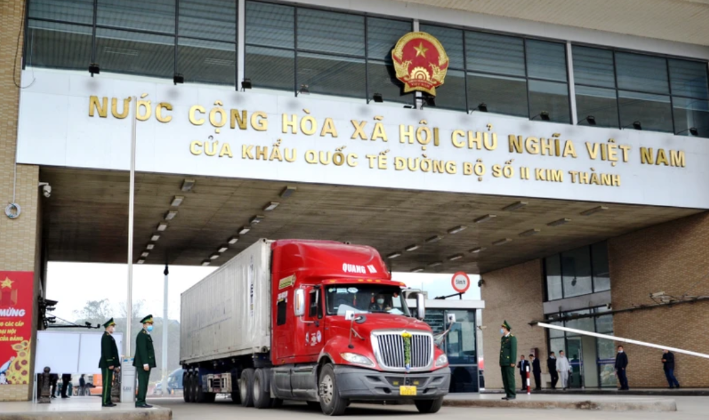 NƯỚC CỘNG HÒA XÃ HỘI CHỦ NGHĨA VIỆT NAM
CỬA KHẨU QUỐC TẾ ĐƯỜNG BỘ SỐ II KIM THÀNH
QUANG